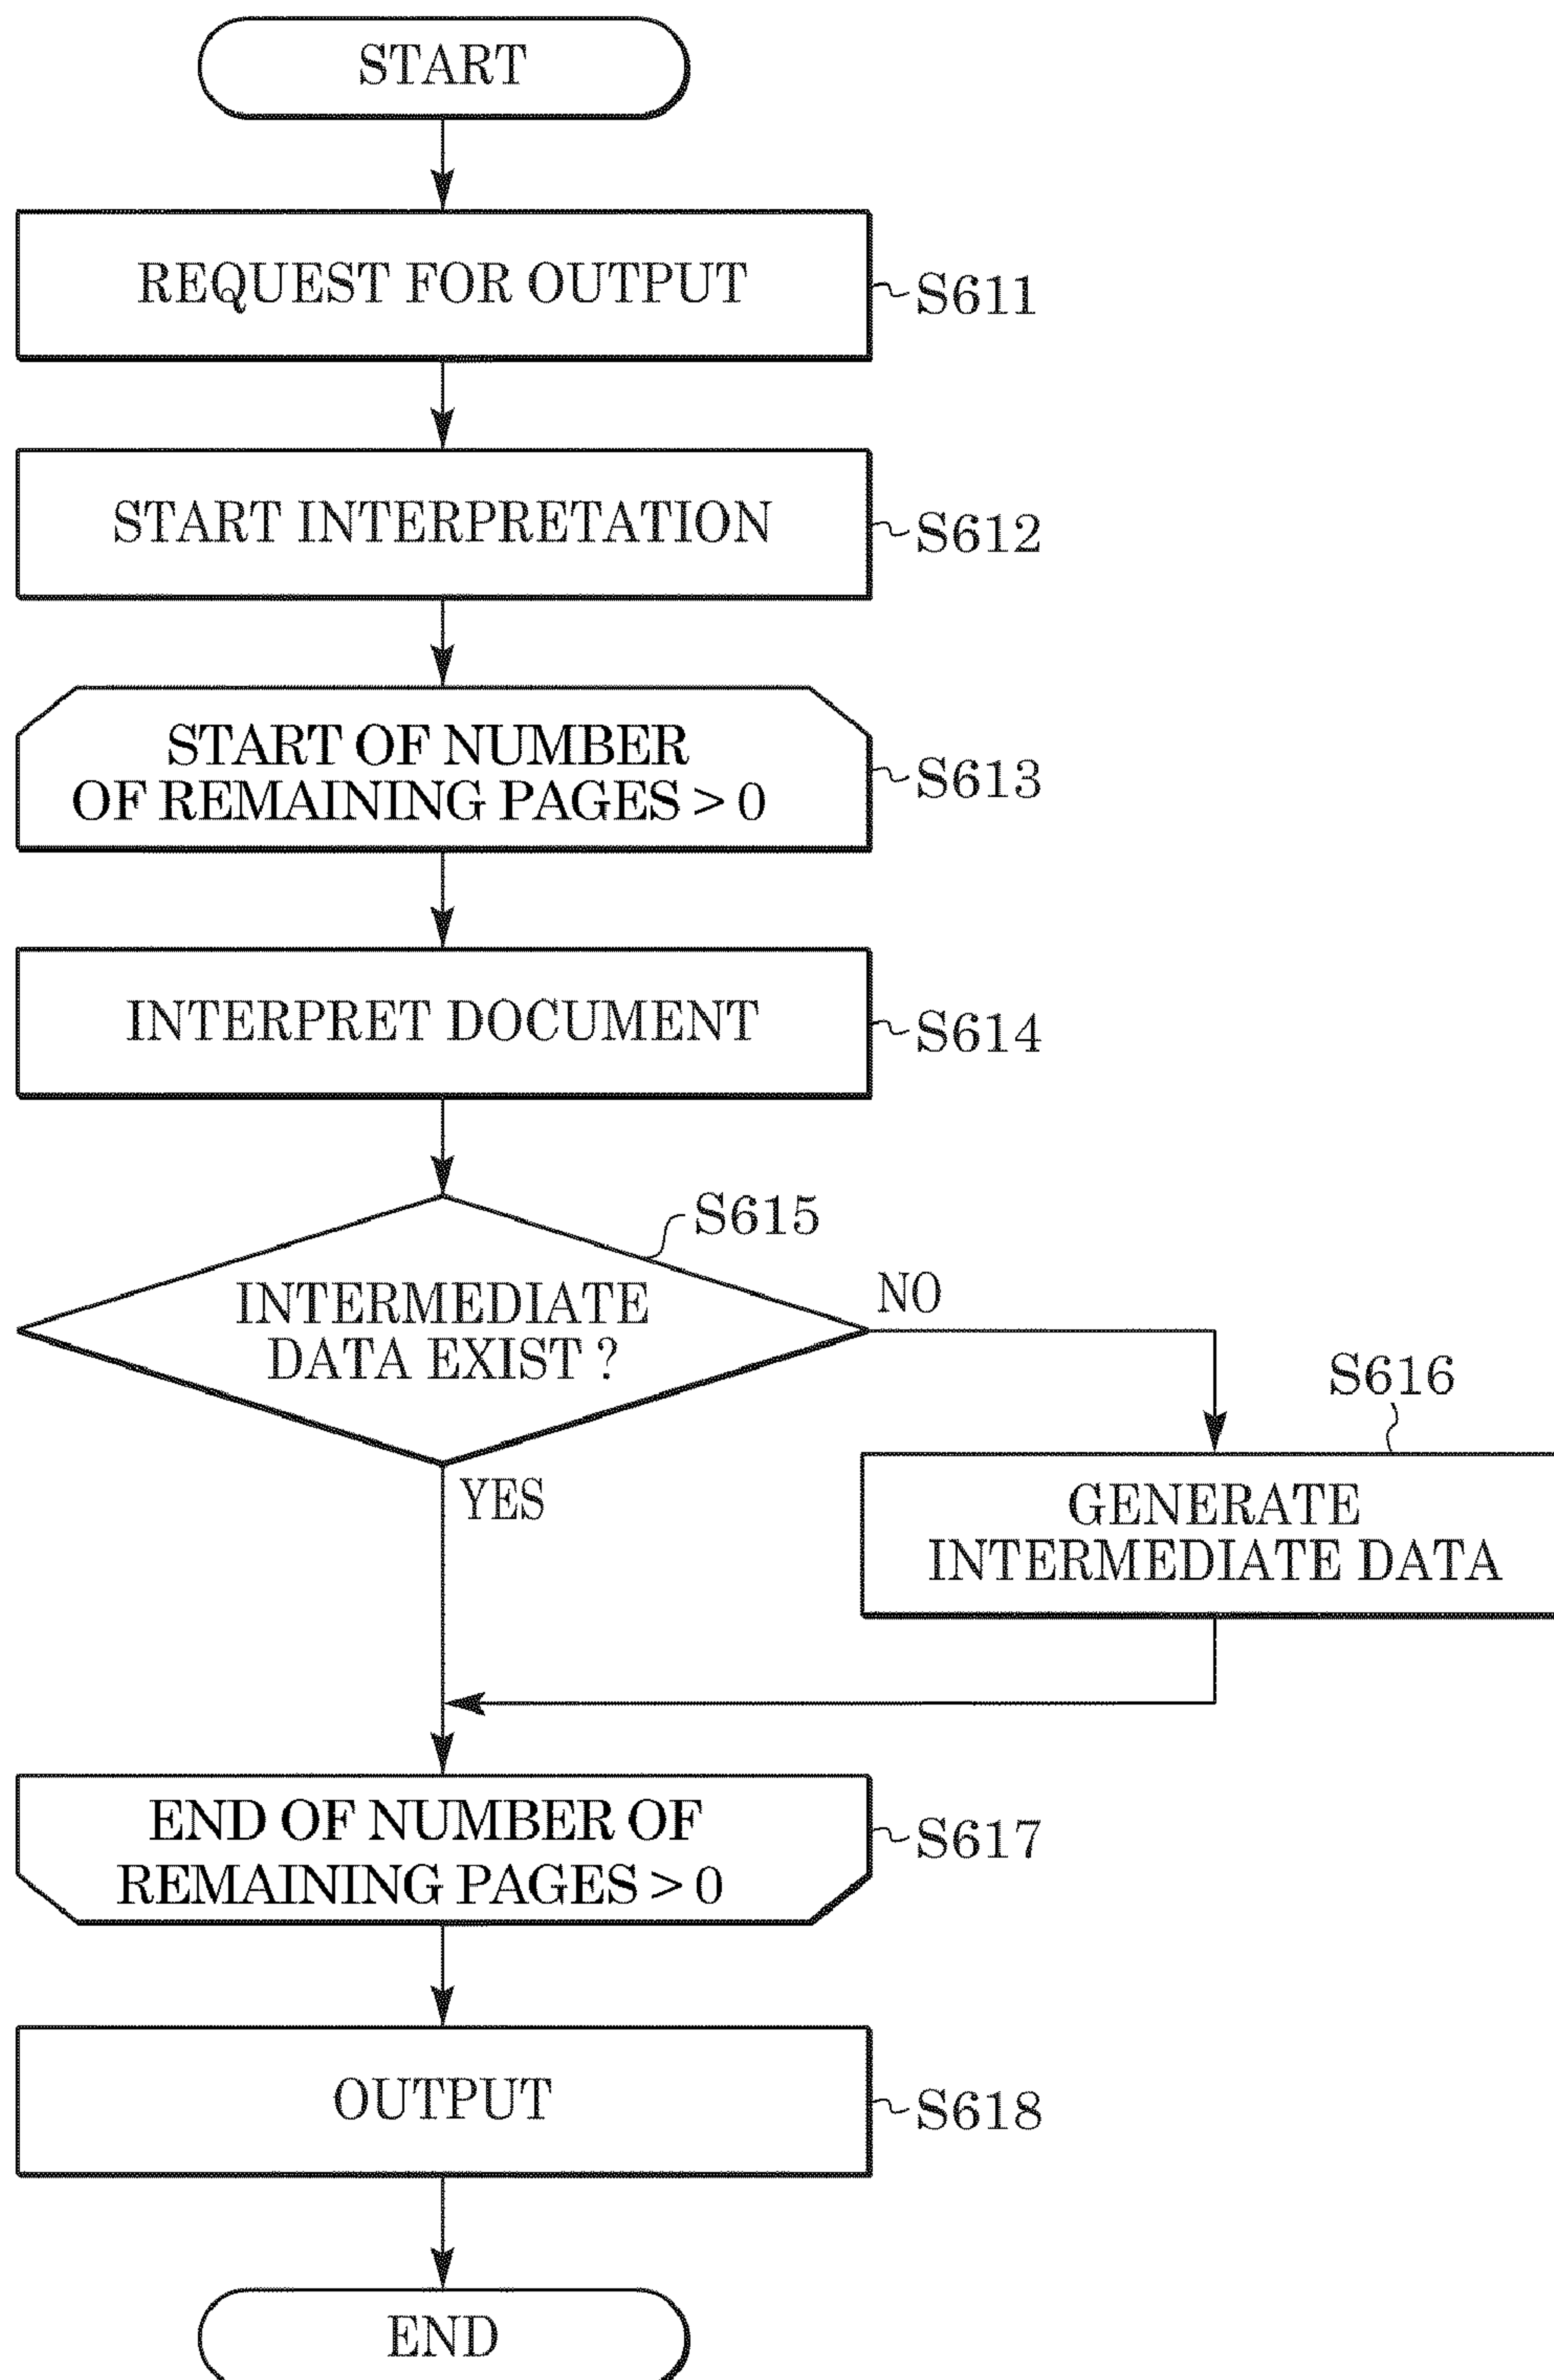 START
REQUEST FOR OUTPUT
S611
START INTERPRETATION
S612
START OF NUMBER
OF REMAINING PAGES > 0
S613
INTERPRET DOCUMENT
S614
S615
INTERMEDIATE
DATA EXIST ?
NO
YES
S616
GENERATE
INTERMEDIATE DATA
END OF NUMBER OF
REMAINING PAGES > 0
S617
OUTPUT
S618
END